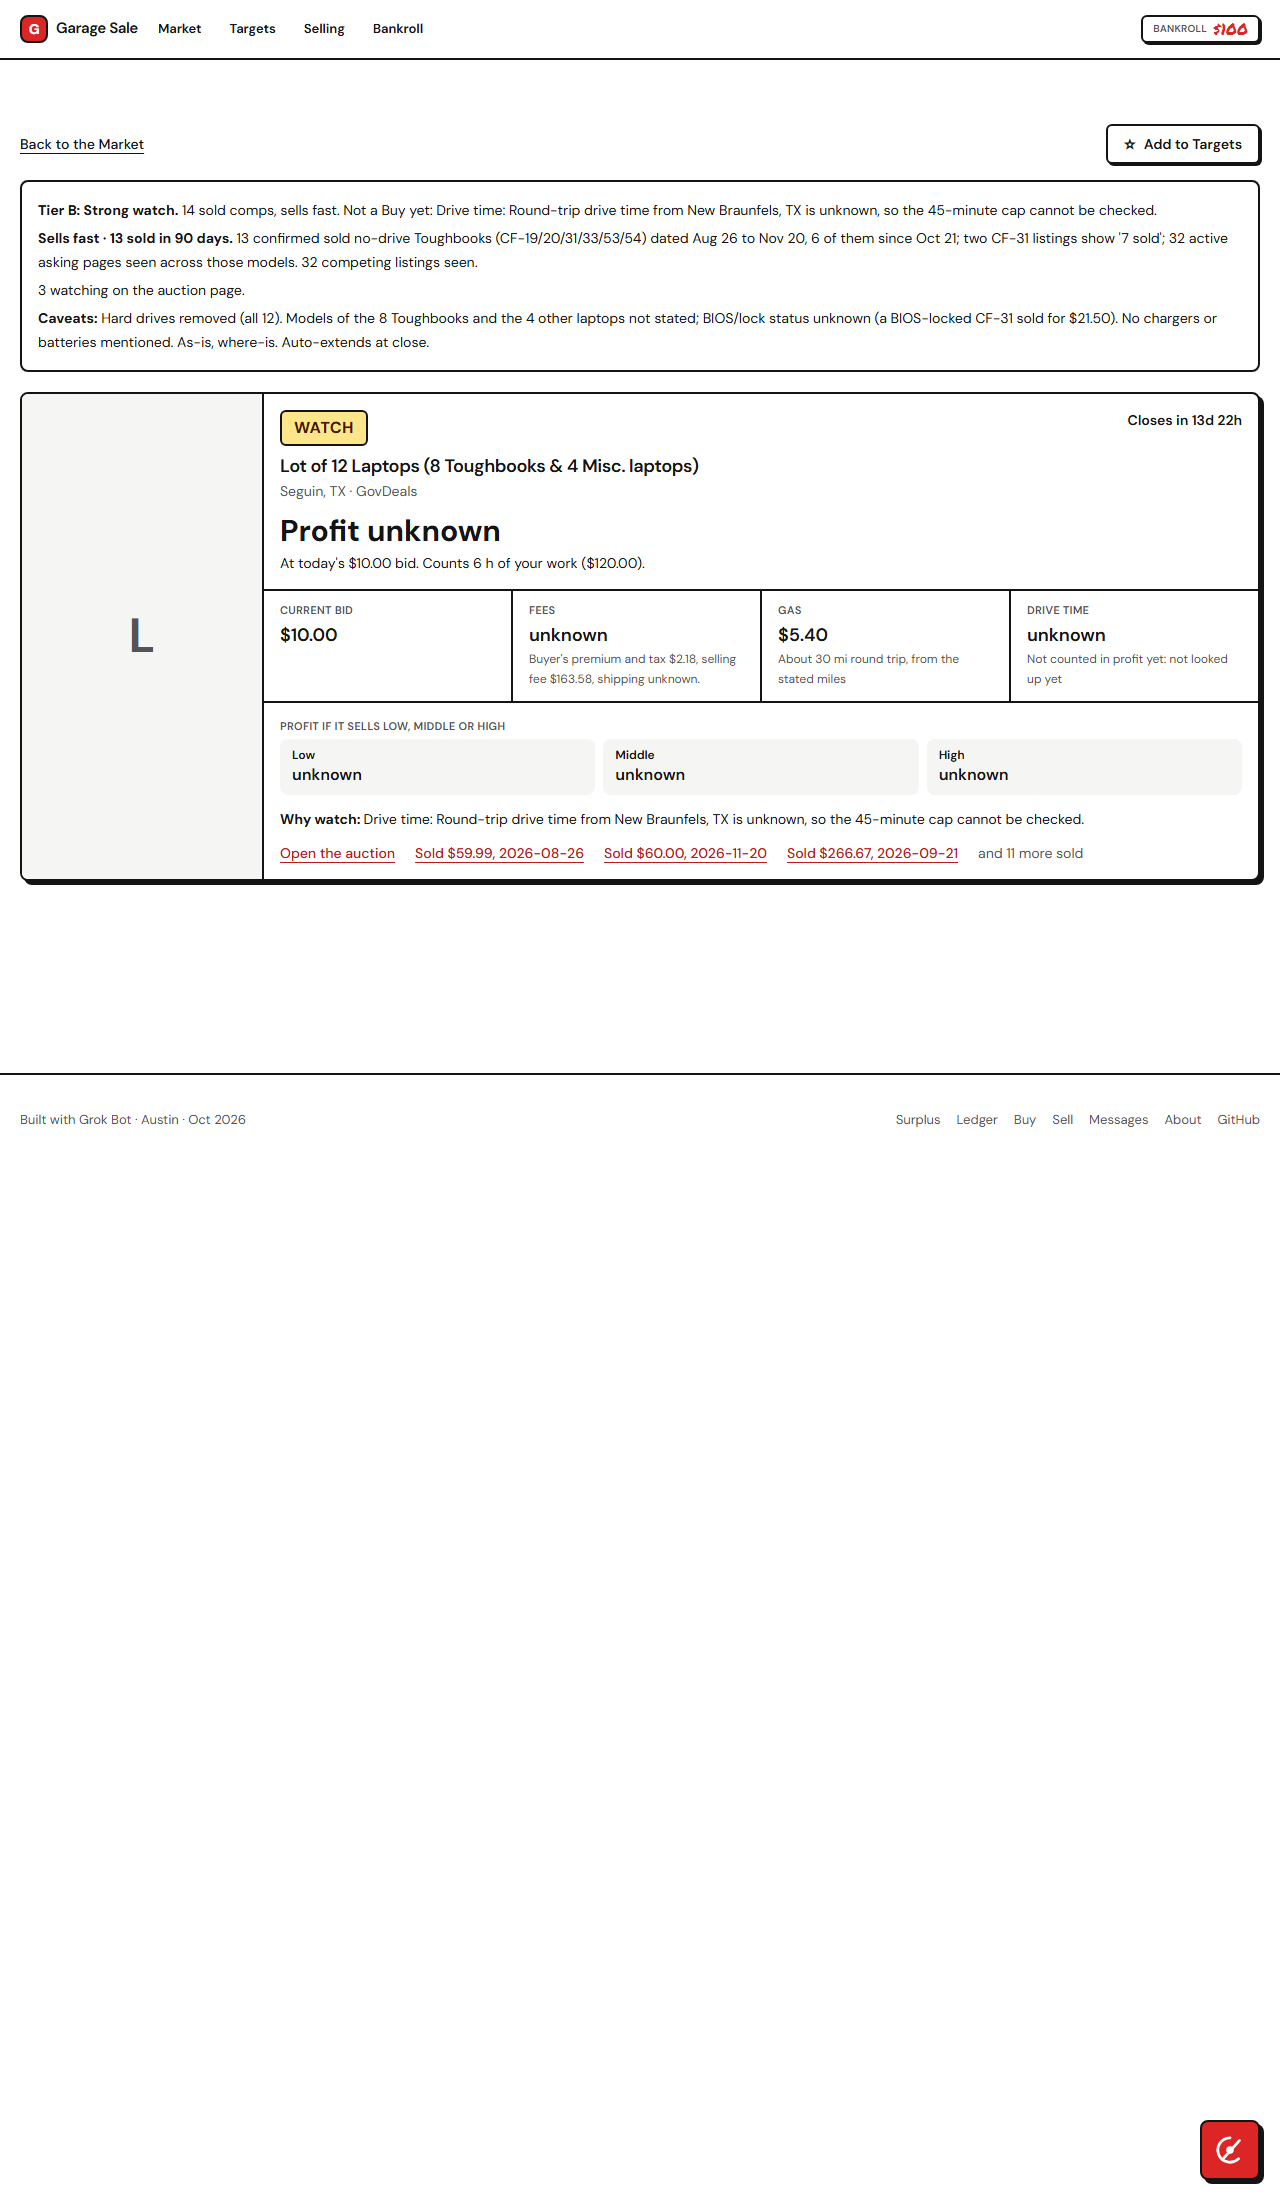 G Garage Sale Market Targets Selling Bankroll BANKROLL $100
Back to the Market ☆ Add to Targets
Tier B: Strong watch. 14 sold comps, sells fast. Not a Buy yet: Drive time: Round-trip drive time from New Braunfels, TX is unknown, so the 45-minute cap cannot be checked.
Sells fast · 13 sold in 90 days. 13 confirmed sold no-drive Toughbooks (CF-19/20/31/33/53/54) dated Aug 26 to Nov 20, 6 of them since Oct 21; two CF-31 listings show '7 sold'; 32 active
asking pages seen across those models. 32 competing listings seen.
3 watching on the auction page.
Caveats: Hard drives removed (all 12). Models of the 8 Toughbooks and the 4 other laptops not stated; BIOS/lock status unknown (a BIOS-locked CF-31 sold for $21.50). No chargers or
batteries mentioned. As-is, where-is. Auto-extends at close.
L
WATCH Closes in 13d 22h
Lot of 12 Laptops (8 Toughbooks & 4 Misc. laptops)
Seguin, TX · GovDeals
Profit unknown
At today's $10.00 bid. Counts 6 h of your work ($120.00).
CURRENT BID
$10.00
FEES
unknown
Buyer's premium and tax $2.18, selling
fee $163.58, shipping unknown.
GAS
$5.40
About 30 mi round trip, from the
stated miles
DRIVE TIME
unknown
Not counted in profit yet: not looked
up yet
PROFIT IF IT SELLS LOW, MIDDLE OR HIGH
Low
unknown
Middle
unknown
High
unknown
Why watch: Drive time: Round-trip drive time from New Braunfels, TX is unknown, so the 45-minute cap cannot be checked.
Open the auction Sold $59.99, 2026-08-26 Sold $60.00, 2026-11-20 Sold $266.67, 2026-09-21 and 11 more sold
Built with Grok Bot · Austin · Oct 2026 Surplus Ledger Buy Sell Messages About GitHub